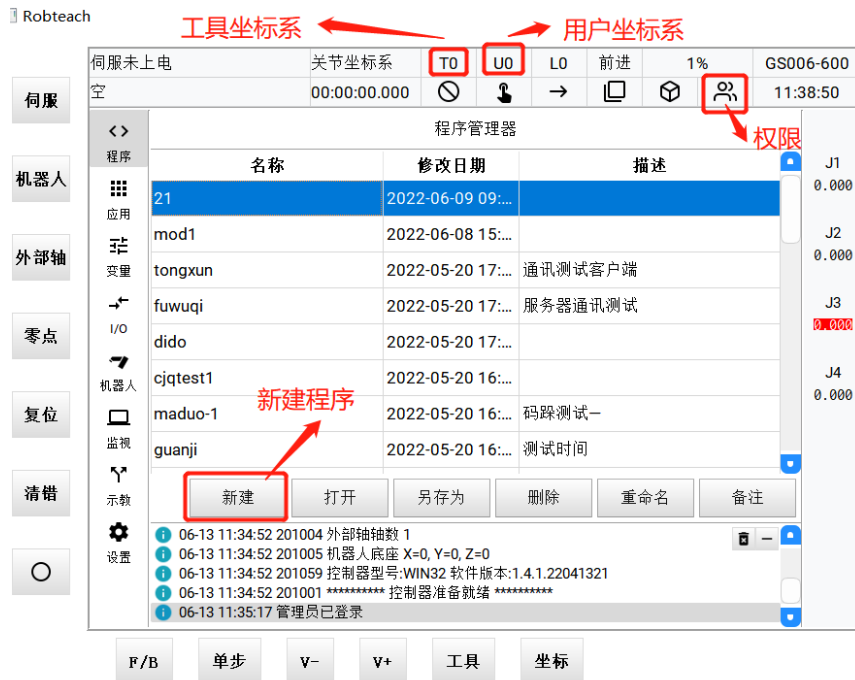 Robteach
工具坐标系
用户坐标系
伺服未上电 关节坐标系 T0 U0 L0 前进 1% GS006-600
空 00:00:00.000 11:38:50
权限
伺服
机器人
外部轴
零点
复位
清错
程序
应用
变量
I/O
机器人
监视
示教
设置
程序管理器
名称 修改日期 描述
21 2022-06-09 09:...
mod1 2022-06-08 15:...
tongxun 2022-05-20 17:... 通讯测试客户端
fuwuqi 2022-05-20 17:... 服务器通讯测试
dido 2022-05-20 17:...
cjqtest1 2022-05-20 16:...
新建程序
maduo-1 2022-05-20 16:... 码跺测试一
guanji 2022-05-20 16:... 测试时间
新建 打开 另存为 删除 重命名 备注
06-13 11:34:52 201004 外部轴轴数 1
06-13 11:34:52 201005 机器人底座 X=0, Y=0, Z=0
06-13 11:34:52 201059 控制器型号:WIN32 软件版本:1.4.1.22041321
06-13 11:34:52 201001 ********** 控制器准备就绪 **********
06-13 11:35:17 管理员已登录
J1
0.000
J2
0.000
J3
0.000
J4
0.000
F/B 单步 V- V+ 工具 坐标